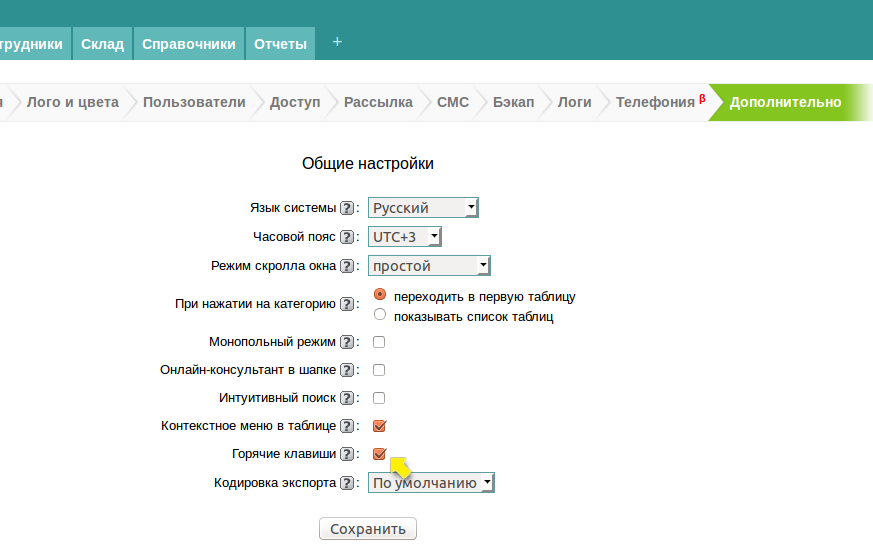 Склад Справочники Отчеты +
Лого и цвета Пользователи Доступ Рассылка СМС Бэкап Логи Телефония β Дополнительно
Общие настройки
Язык системы ? : Русский
Часовой пояс ? : UTC+3
Режим скролла окна ? : простой
При нажатии на категорию ? : переходить в первую таблицу
показывать список таблиц
Монопольный режим ? :
Онлайн-консультант в шапке ? :
Интуитивный поиск ? :
Контекстное меню в таблице ? :
Горячие клавиши ? :
Кодировка экспорта ? : По умолчанию
Сохранить